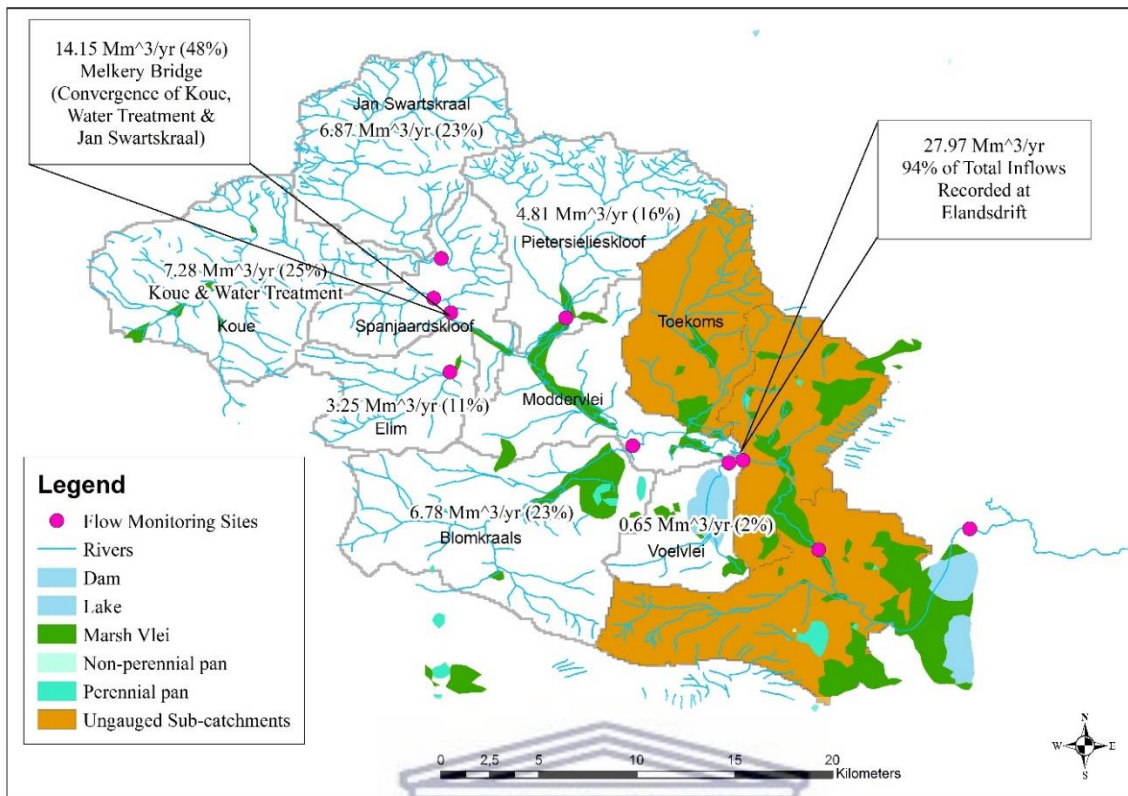 14.15 Mm^3/yr (48%)
Melkery Bridge
(Convergence of Koue,
Water Treatment &
Jan Swartskraal)
Jan Swartskraal
6.87 Mm^3/yr (23%)
27.97 Mm^3/yr
94% of Total Inflows
Recorded at
Elandsdrift
4.81 Mm^3/yr (16%)
Pietersielieskloof
7.28 Mm^3/yr (25%)
Koue & Water Treatment
Koue
Spanjaardskloof
Toekoms
3.25 Mm^3/yr (11%)
Elim
Moddervlei
6.78 Mm^3/yr (23%)
Blomkraals
0.65 Mm^3/yr (2%)
Voelvlei
Legend
Flow Monitoring Sites
Rivers
Dam
Lake
Marsh Vlei
Non-perennial pan
Perennial pan
Ungauged Sub-catchments
0 2,5 5 10 15 20
Kilometers
N
W E
S